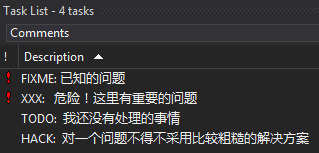 Task List - 4 tasks
Comments
! Description
! FIXME: 已知的问题
! XXX: 危险！这里有重要的问题
TODO: 我还没有处理的事情
HACK: 对一个问题不得不采用比较粗糙的解决方案